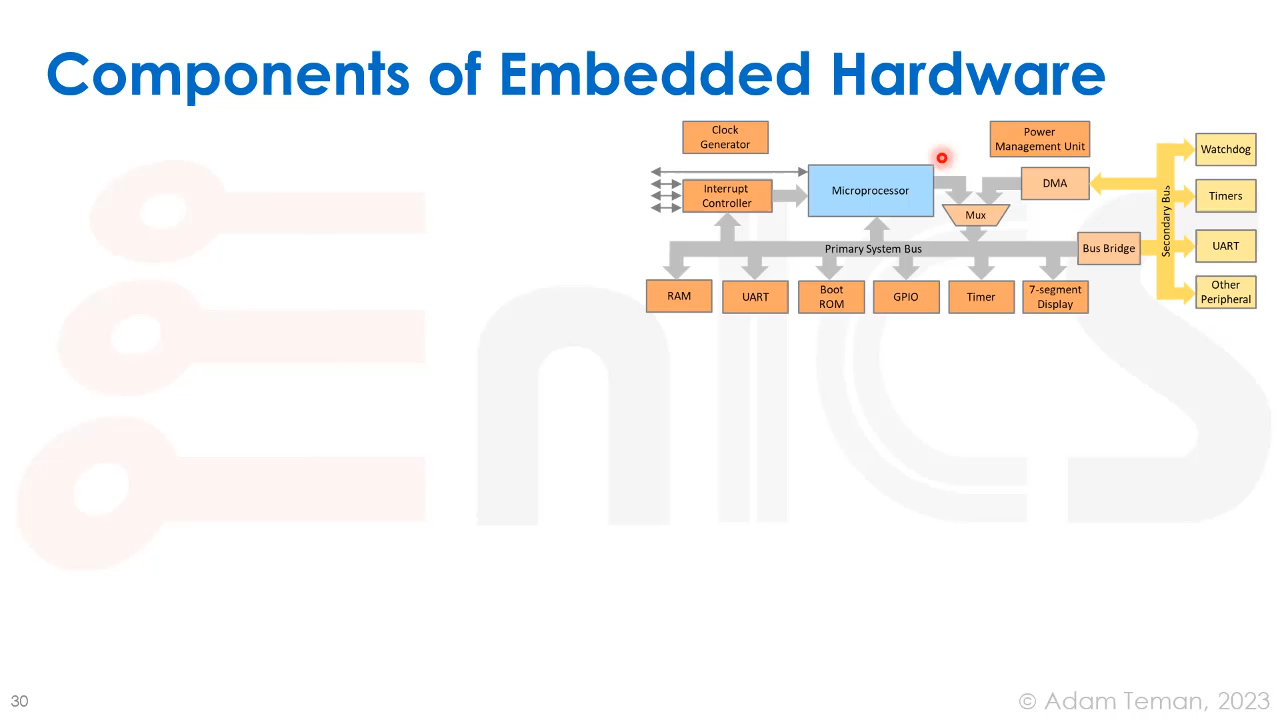 Components of Embedded Hardware
Clock
Generator
Power
Management Unit
Watchdog
Interrupt
Controller
Microprocessor
DMA
Mux
Timers
Secondary Bus
Primary System Bus
Bus Bridge
UART
RAM
UART
Boot
ROM
GPIO
Timer
7-segment
Display
Other
Peripheral
nICS
30
© Adam Teman, 2023